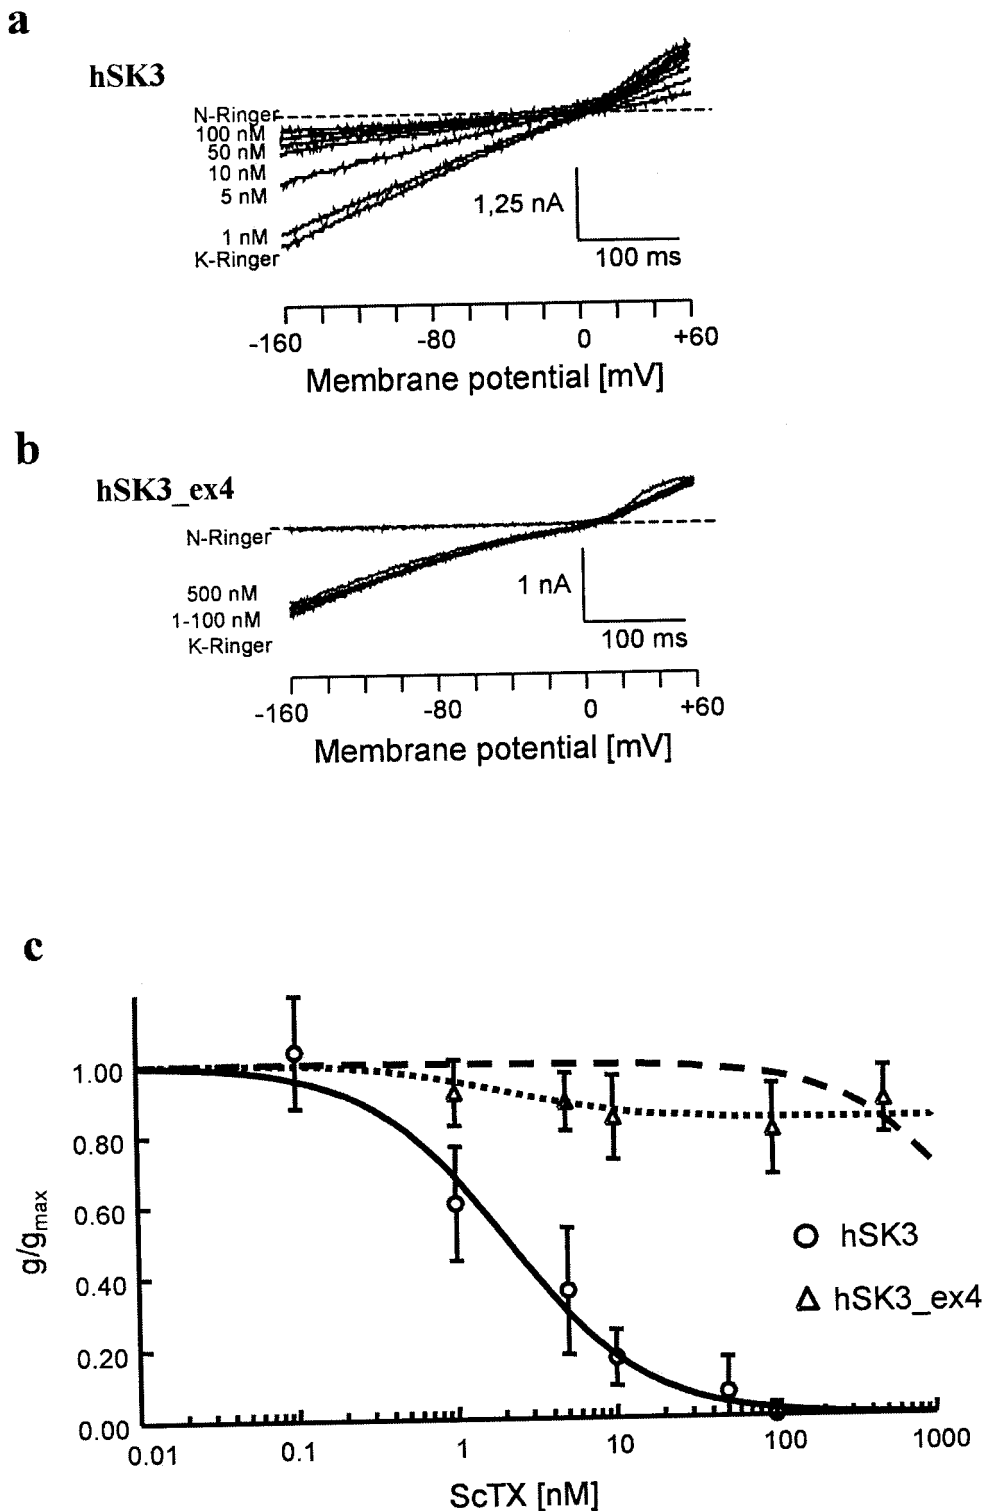 a
hSK3
N-Ringer
100 nM
50 nM
10 nM
5 nM
1 nM
K-Ringer
1,25 nA
100 ms
-160 -80 0 +60
Membrane potential [mV]
b
hSK3_ex4
N-Ringer
500 nM
1-100 nM
K-Ringer
1 nA
100 ms
-160 -80 0 +60
Membrane potential [mV]
c
1.00
0.80
0.60
0.40
0.20
0.00
g/gmax
hSK3
hSK3_ex4
0.01 0.1 1 10 100 1000
ScTX [nM]